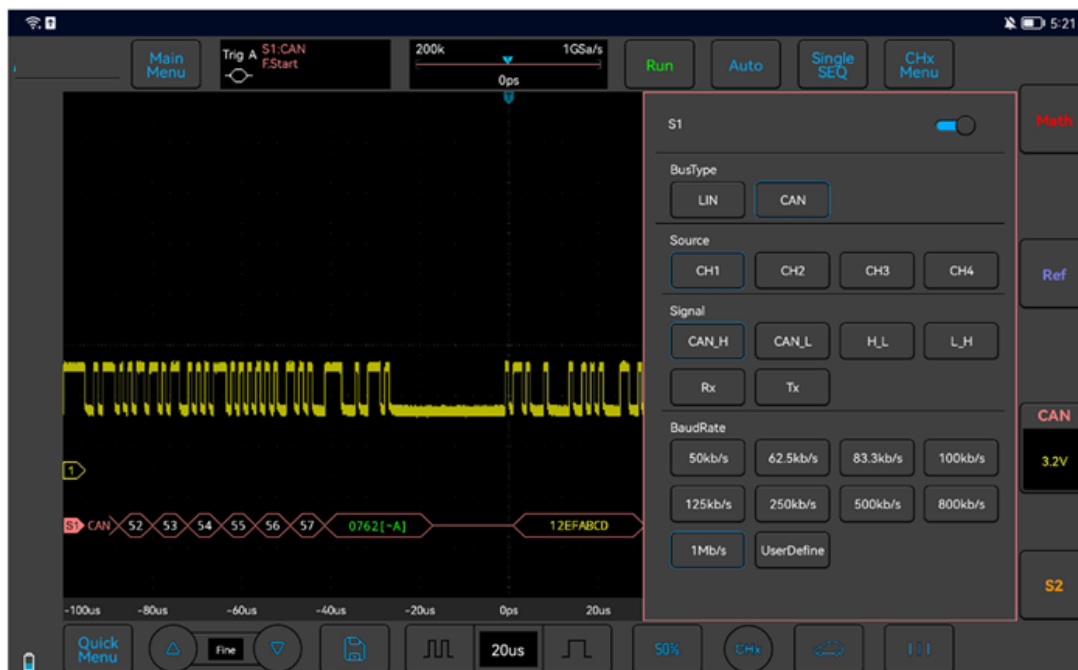 5:21
Main
Menu
Trig A S1:CAN
F.Start
200k 1GSa/s
0ps
Run
Auto
Single
SEQ
CHx
Menu
T
S1
Math
BusType
LIN CAN
Source
CH1 CH2 CH3 CH4
Ref
Signal
CAN_H CAN_L H_L L_H
Rx Tx
CAN
3.2V
BaudRate
50kb/s 62.5kb/s 83.3kb/s 100kb/s
125kb/s 250kb/s 500kb/s 800kb/s
1Mb/s UserDefine
1
S1 CAN 52 53 54 55 56 57 0762[~A] 12EFABCD
S2
-100us -80us -60us -40us -20us 0ps 20us
Quick
Menu
Fine
20us
50%
CHx